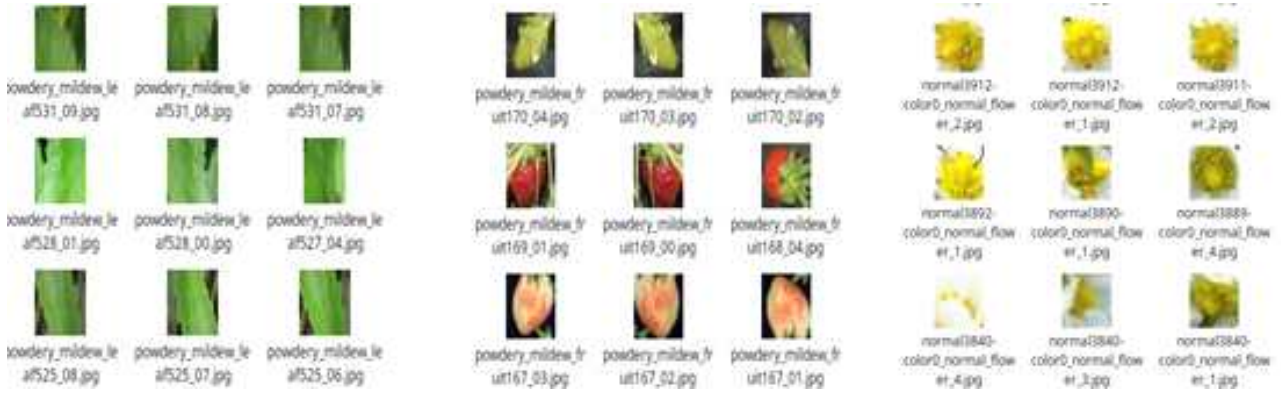 powdery_mildew_le powdery_mildew_le powdery_mildew_le
af531_09.jpg af531_08.jpg af531_07.jpg
powdery_mildew_le powdery_mildew_le powdery_mildew_le
af528_01.jpg af528_00.jpg af527_04.jpg
powdery_mildew_le powdery_mildew_le powdery_mildew_le
af525_08.jpg af525_07.jpg af525_06.jpg
powdery_mildew_fr powdery_mildew_fr powdery_mildew_fr
uit170_04.jpg uit170_03.jpg uit170_02.jpg
powdery_mildew_fr powdery_mildew_fr powdery_mildew_fr
uit169_01.jpg uit169_00.jpg uit168_04.jpg
powdery_mildew_fr powdery_mildew_fr powdery_mildew_fr
uit167_03.jpg uit167_02.jpg uit167_01.jpg
normal3912- normal3912- normal3911-
color0_normal_flow color0_normal_flow color0_normal_flow
er_2.jpg er_1.jpg er_2.jpg
normal3892- normal3890- normal3889-
color0_normal_flow color0_normal_flow color0_normal_flow
er_1.jpg er_1.jpg er_4.jpg
normal3840- normal3840- normal3840-
color0_normal_flow color0_normal_flow color0_normal_flow
er_4.jpg er_3.jpg er_1.jpg